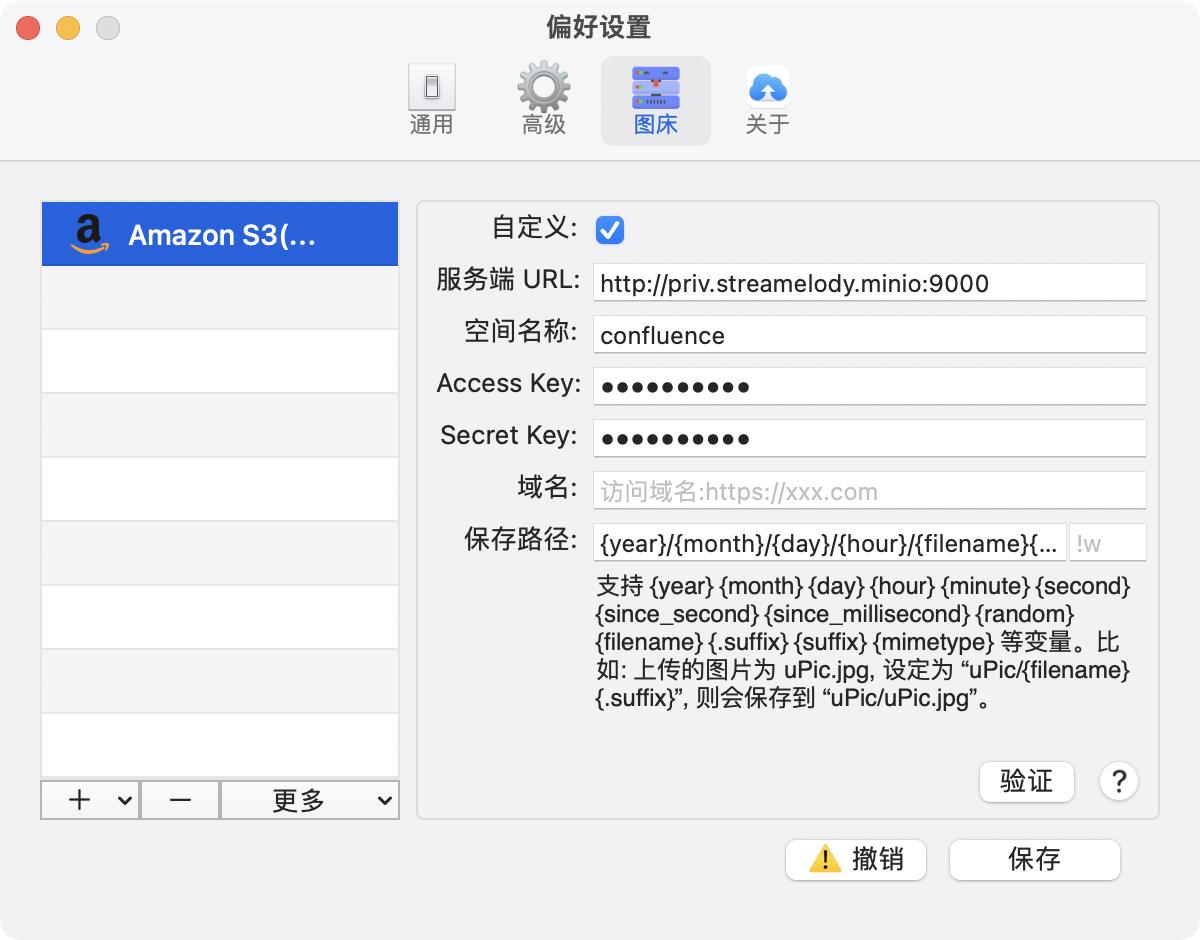 偏好设置
通用
高级
图床
关于
Amazon S3(...
自定义:
服务端 URL: http://priv.streamelody.minio:9000
空间名称: confluence
Access Key: ●●●●●●●●●●
Secret Key: ●●●●●●●●●●
域名: 访问域名:https://xxx.com
保存路径: {year}/{month}/{day}/{hour}/{filename}{... !w
支持 {year} {month} {day} {hour} {minute} {second}
{since_second} {since_millisecond} {random}
{filename} {.suffix} {suffix} {mimetype} 等变量。比
如: 上传的图片为 uPic.jpg, 设定为 “uPic/{filename}
{.suffix}”, 则会保存到 “uPic/uPic.jpg”。
更多
验证 ?
撤销 保存